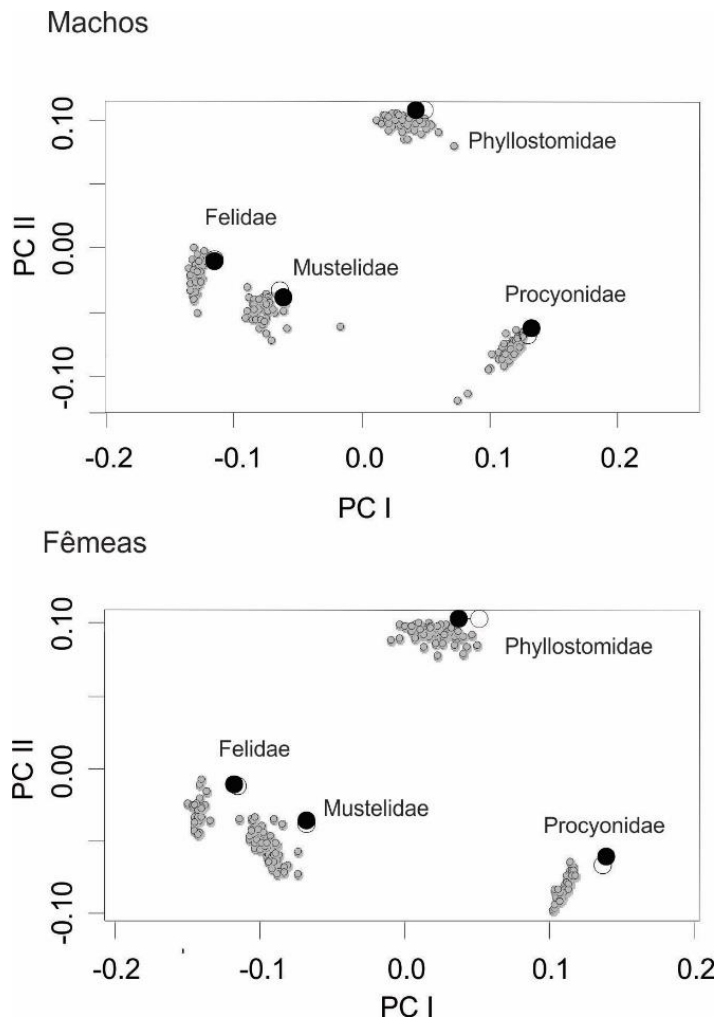 Machos
0.10
Phyllostomidae
Felidae
PC II
0.00
Mustelidae
Procyonidae
-0.10
-0.2 -0.1 0.0 0.1 0.2
PC I
Fêmeas
0.10
Phyllostomidae
PC II
0.00
Felidae
Mustelidae
Procyonidae
-0.10
-0.2 -0.1 0.0 0.1 0.2
PC I